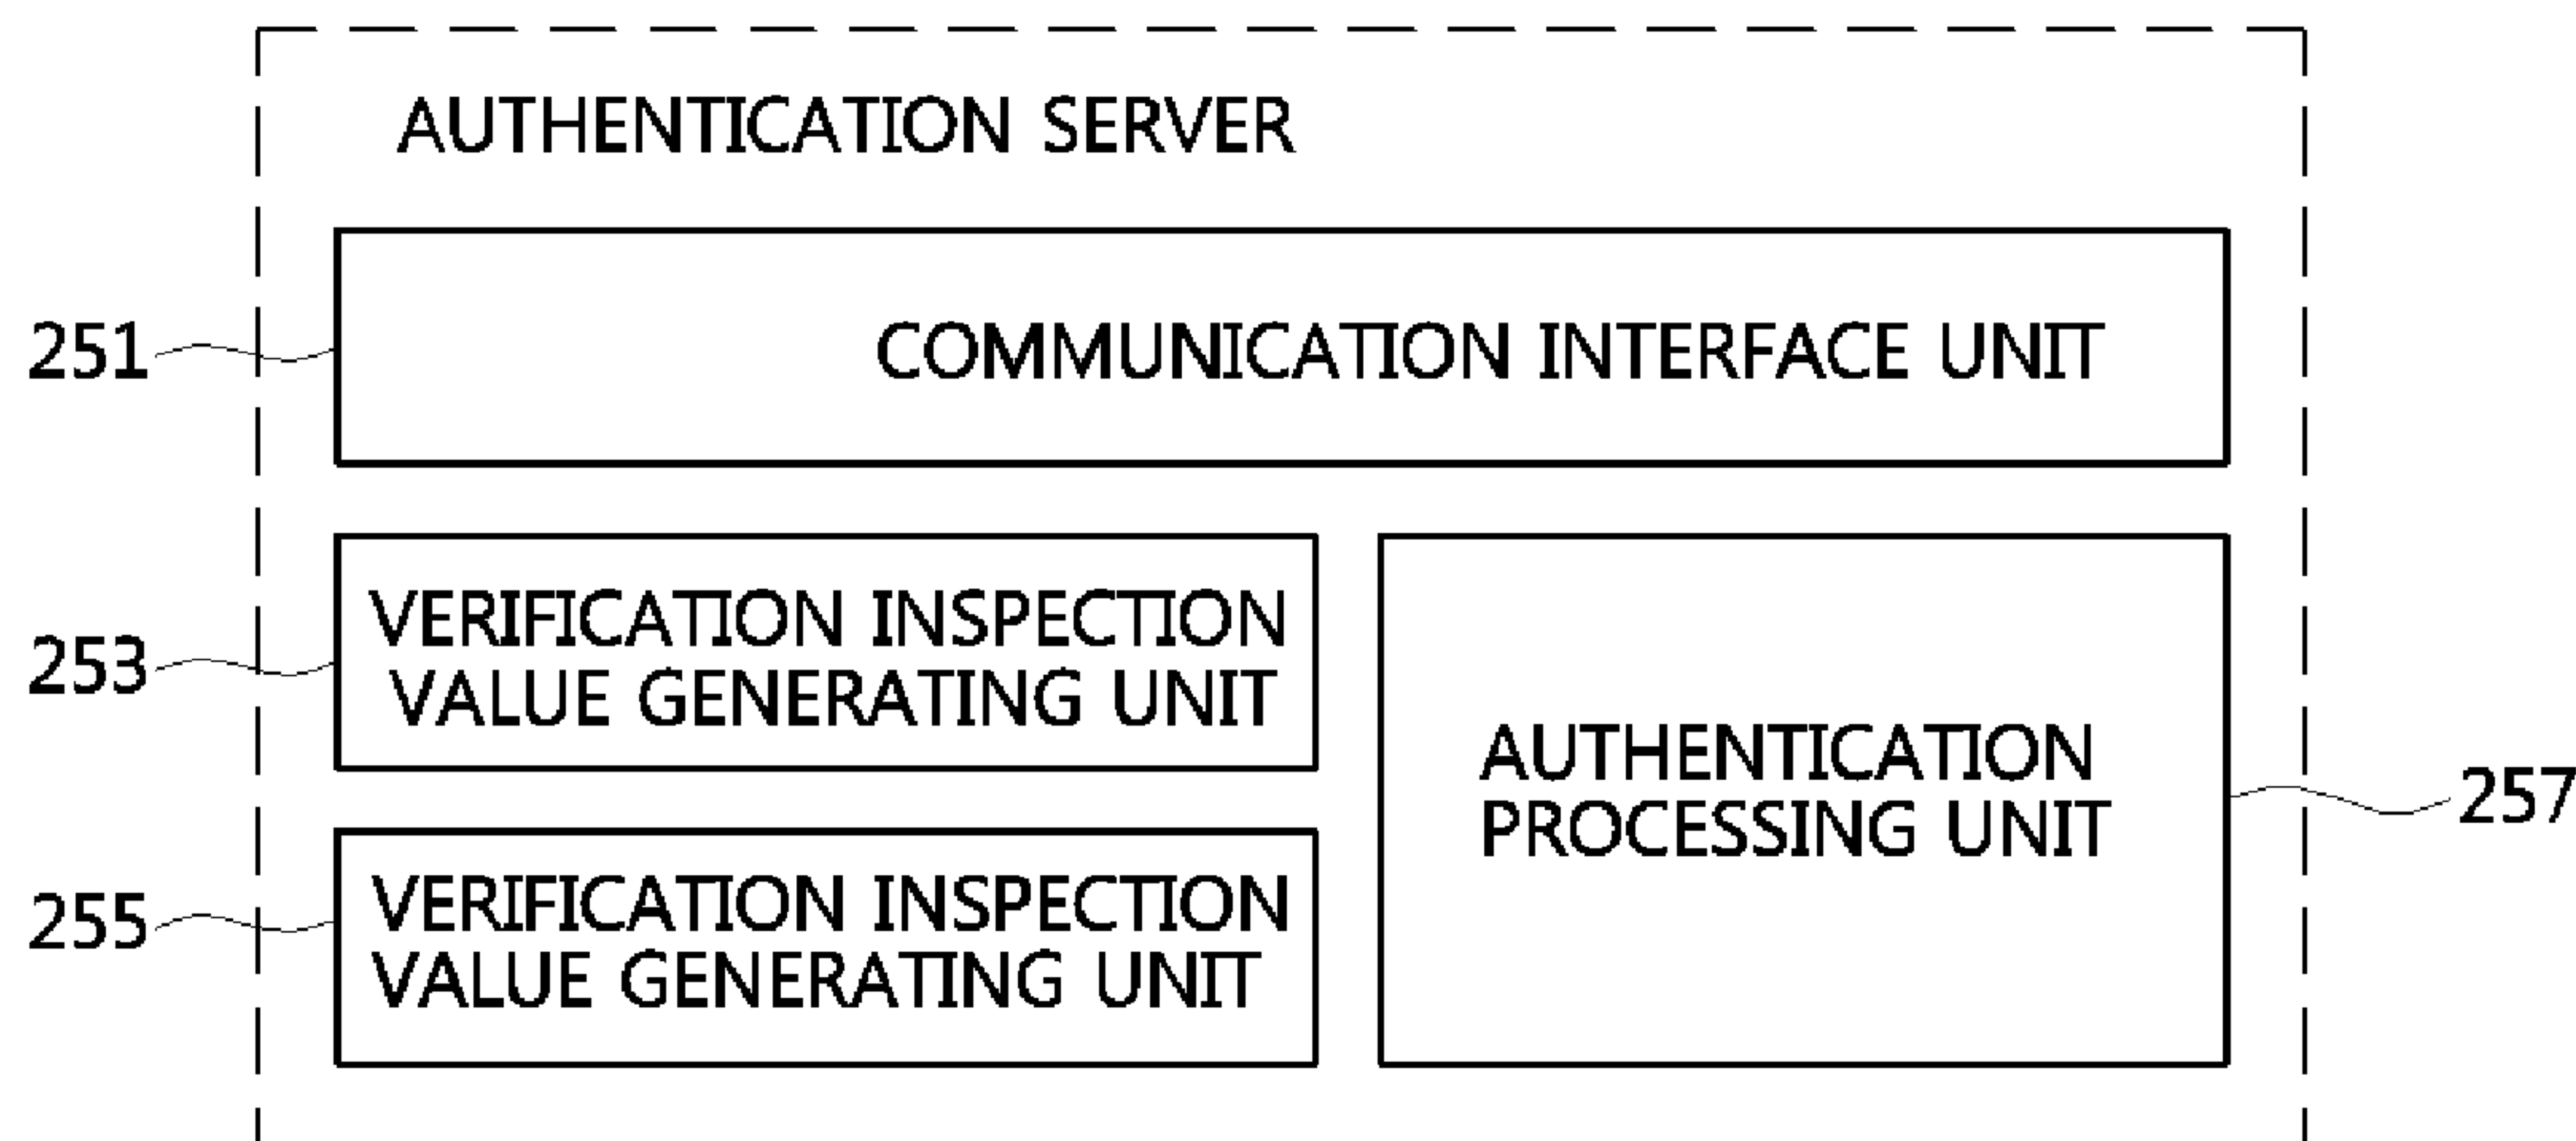 AUTHENTICATION SERVER
251
COMMUNICATION INTERFACE UNIT
253
VERIFICATION INSPECTION
VALUE GENERATING UNIT
AUTHENTICATION
PROCESSING UNIT
257
255
VERIFICATION INSPECTION
VALUE GENERATING UNIT